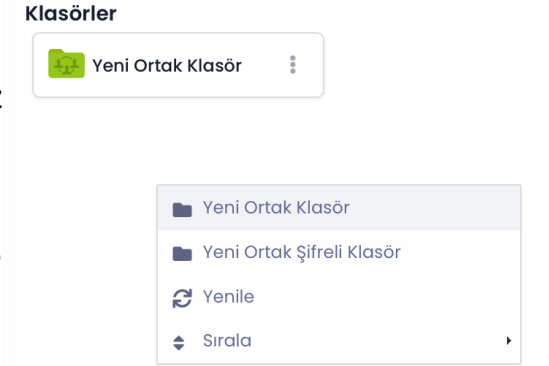 Klasörler
Yeni Ortak Klasör
Yeni Ortak Klasör
Yeni Ortak Şifreli Klasör
Yenile
Sırala